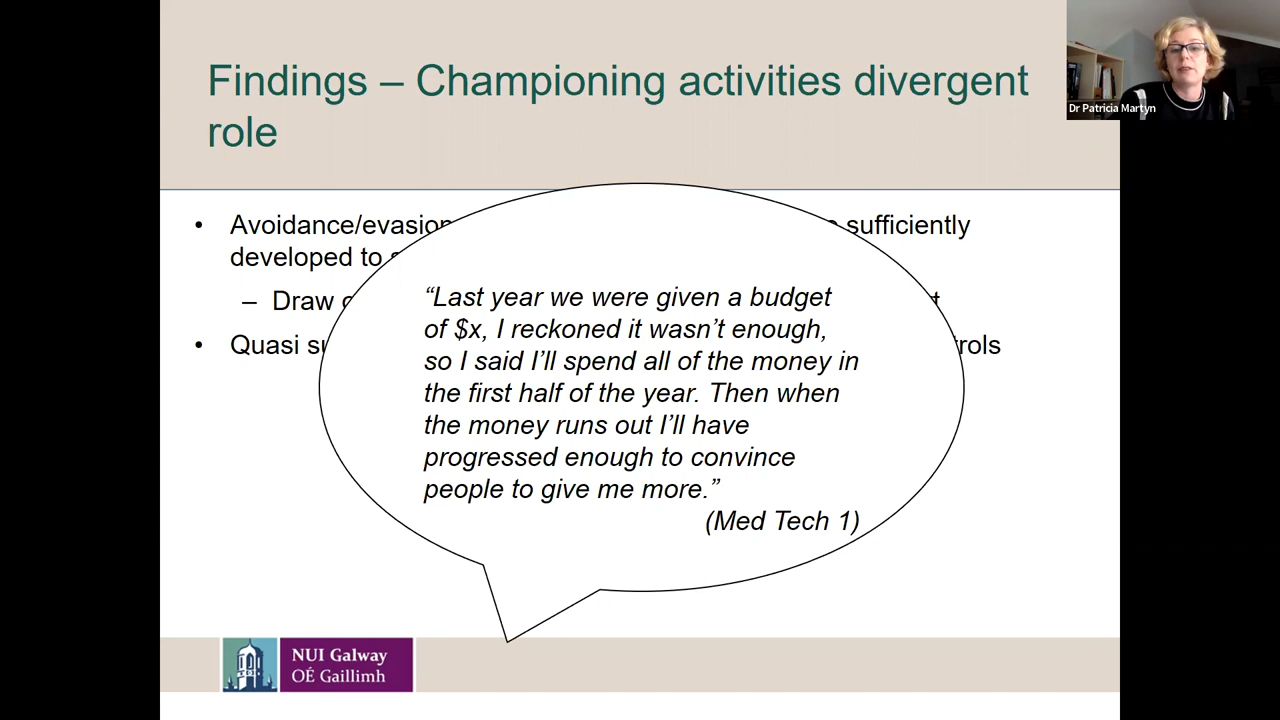 Findings – Championing activities divergent
role
Dr Patricia Martyn
• Avoidance/evasion sufficiently
developed to
– Draw
• Quasi
“Last year we were given a budget
of $x, I reckoned it wasn’t enough,
so I said I’ll spend all of the money in
the first half of the year. Then when
the money runs out I’ll have
progressed enough to convince
people to give me more.”
(Med Tech 1)
NUI Galway
OÉ Gaillimh